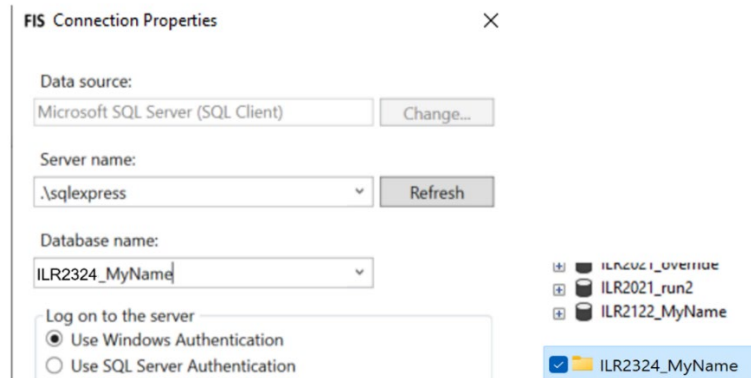 FIS Connection Properties
Data source:
Microsoft SQL Server (SQL Client)
Change...
Server name:
.\sqlexpress
Refresh
Database name:
ILR2324_MyName
Log on to the server
Use Windows Authentication
Use SQL Server Authentication
ILR2021_override
ILR2021_run2
ILR2122_MyName
ILR2324_MyName